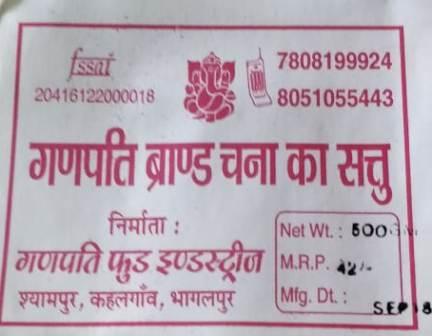 fssai
20416122000018
7808199924
8051055443
गणपति ब्राण्ड चना का सत्तु
निर्माता :
गणपति फुड इण्डस्ट्रीज
श्यामपुर, कहलगाँव, भागलपुर
Net Wt. : 500
M.R.P. 42/-
Mfg. Dt. : SEP 18